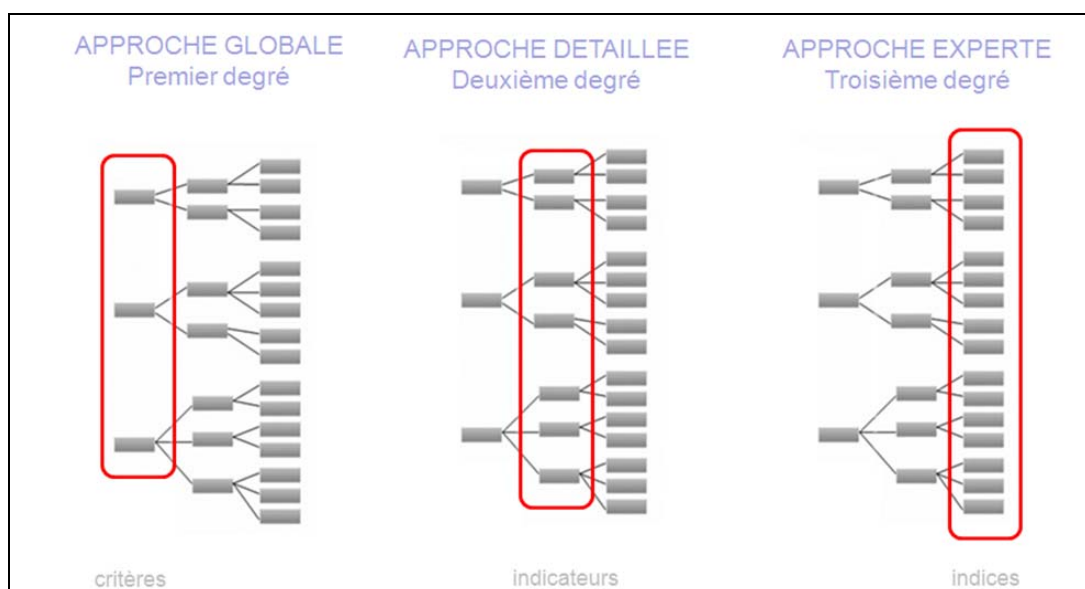 APPROCHE GLOBALE
Premier degré
APPROCHE DETAILLEE
Deuxième degré
APPROCHE EXPERTE
Troisième degré
critères
indicateurs
indices